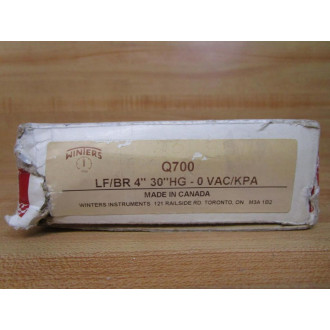 WINTERS
Q700
LF/BR 4" 30"HG - 0 VAC/KPA
MADE IN CANADA
WINTERS INSTRUMENTS 121 RAILSIDE RD. TORONTO, ON M3A 1B2